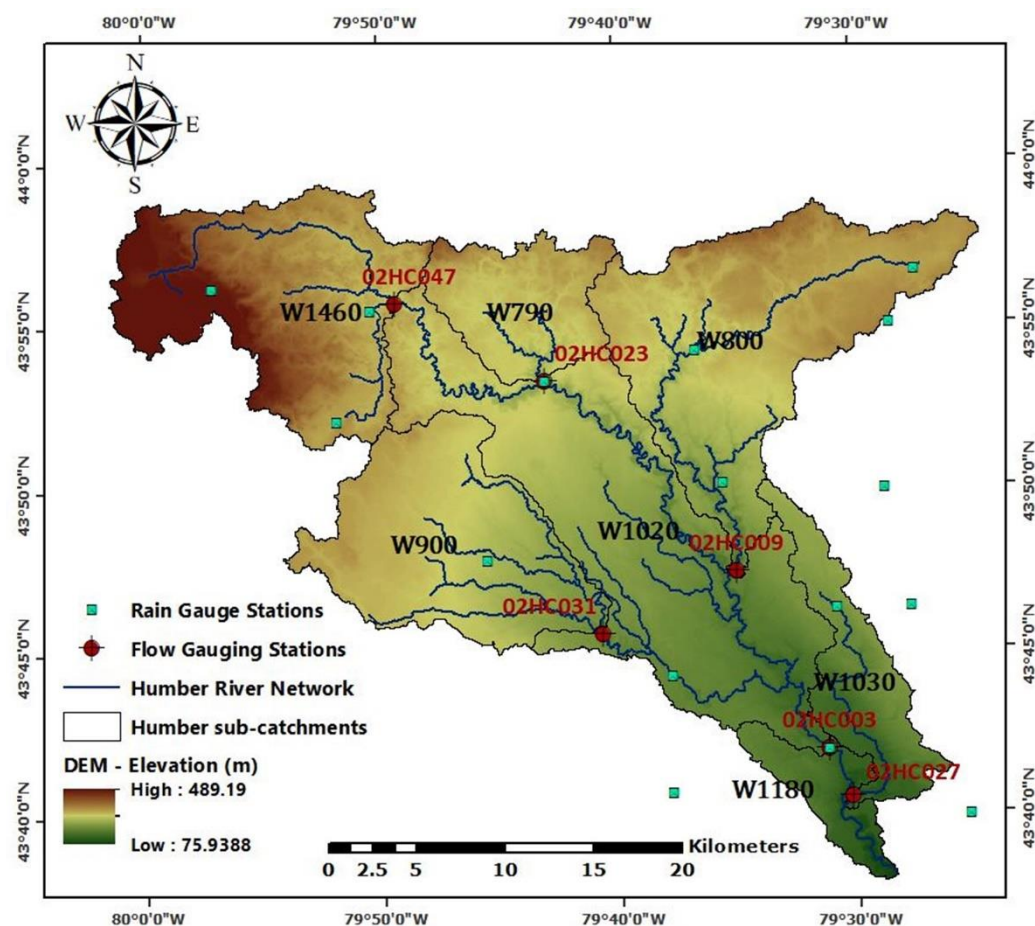 80°0'0"W 79°50'0"W 79°40'0"W 79°30'0"W
N
W E
S
44°0'0"N 44°0'0"N
02HC047
W1460 W790
43°55'0"N 43°55'0"N
W800
02HC023
43°50'0"N 43°50'0"N
W900 W1020
02HC009
02HC031
Rain Gauge Stations
Flow Gauging Stations
43°45'0"N 43°45'0"N
Humber River Network
W1030
Humber sub-catchments
02HC003
DEM - Elevation (m)
02HC027
High : 489.19
W1180
43°40'0"N 43°40'0"N
Low : 75.9388
Kilometers
0 2.5 5 10 15 20
80°0'0"W 79°50'0"W 79°40'0"W 79°30'0"W